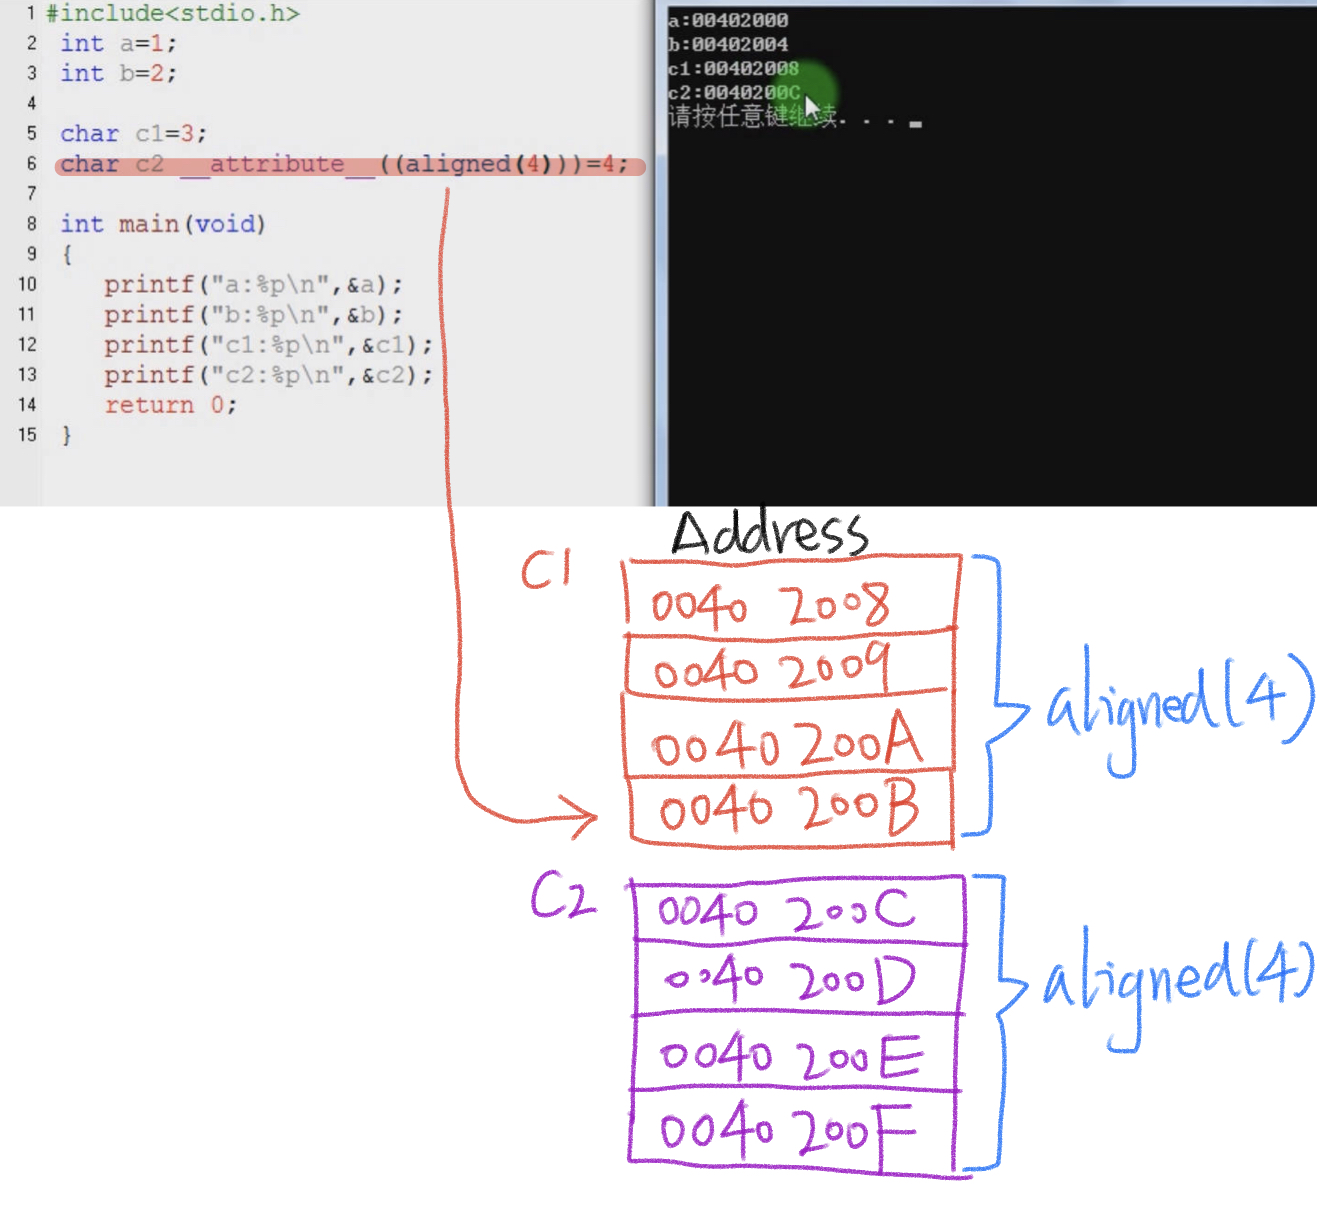 1 #include<stdio.h>
2 int a=1;
3 int b=2;
4
5 char c1=3;
6 char c2 __attribute__((aligned(4)))=4;
7
8 int main(void)
9 {
10 printf("a:%p\n",&a);
11 printf("b:%p\n",&b);
12 printf("c1:%p\n",&c1);
13 printf("c2:%p\n",&c2);
14 return 0;
15 }
a:00402000
b:00402004
c1:00402008
c2:0040200C
请按任意键继续. . .
Address
C1
0040 2008
0040 2009
0040 200A
0040 200B
aligned(4)
C2
0040 200C
0040 200D
0040 200E
0040 200F
aligned(4)